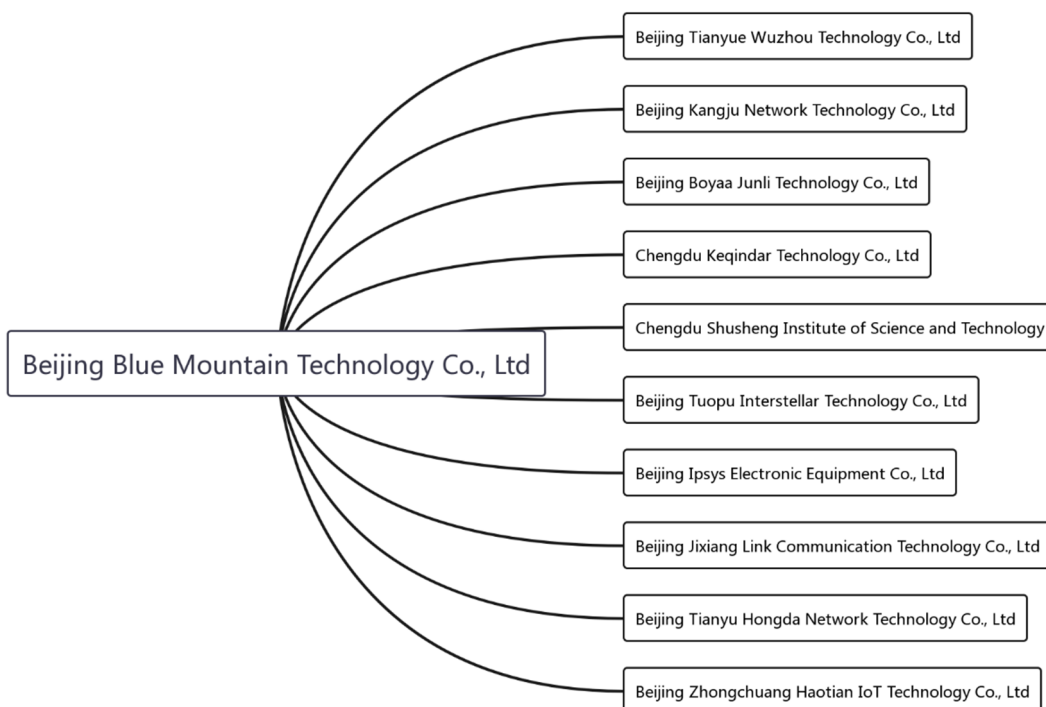 Beijing Tianyue Wuzhou Technology Co., Ltd
Beijing Kangju Network Technology Co., Ltd
Beijing Boyaa Junli Technology Co., Ltd
Chengdu Keqindar Technology Co., Ltd
Chengdu Shusheng Institute of Science and Technology
Beijing Blue Mountain Technology Co., Ltd
Beijing Tuopu Interstellar Technology Co., Ltd
Beijing Ipsys Electronic Equipment Co., Ltd
Beijing Jixiang Link Communication Technology Co., Ltd
Beijing Tianyu Hongda Network Technology Co., Ltd
Beijing Zhongchuang Haotian IoT Technology Co., Ltd